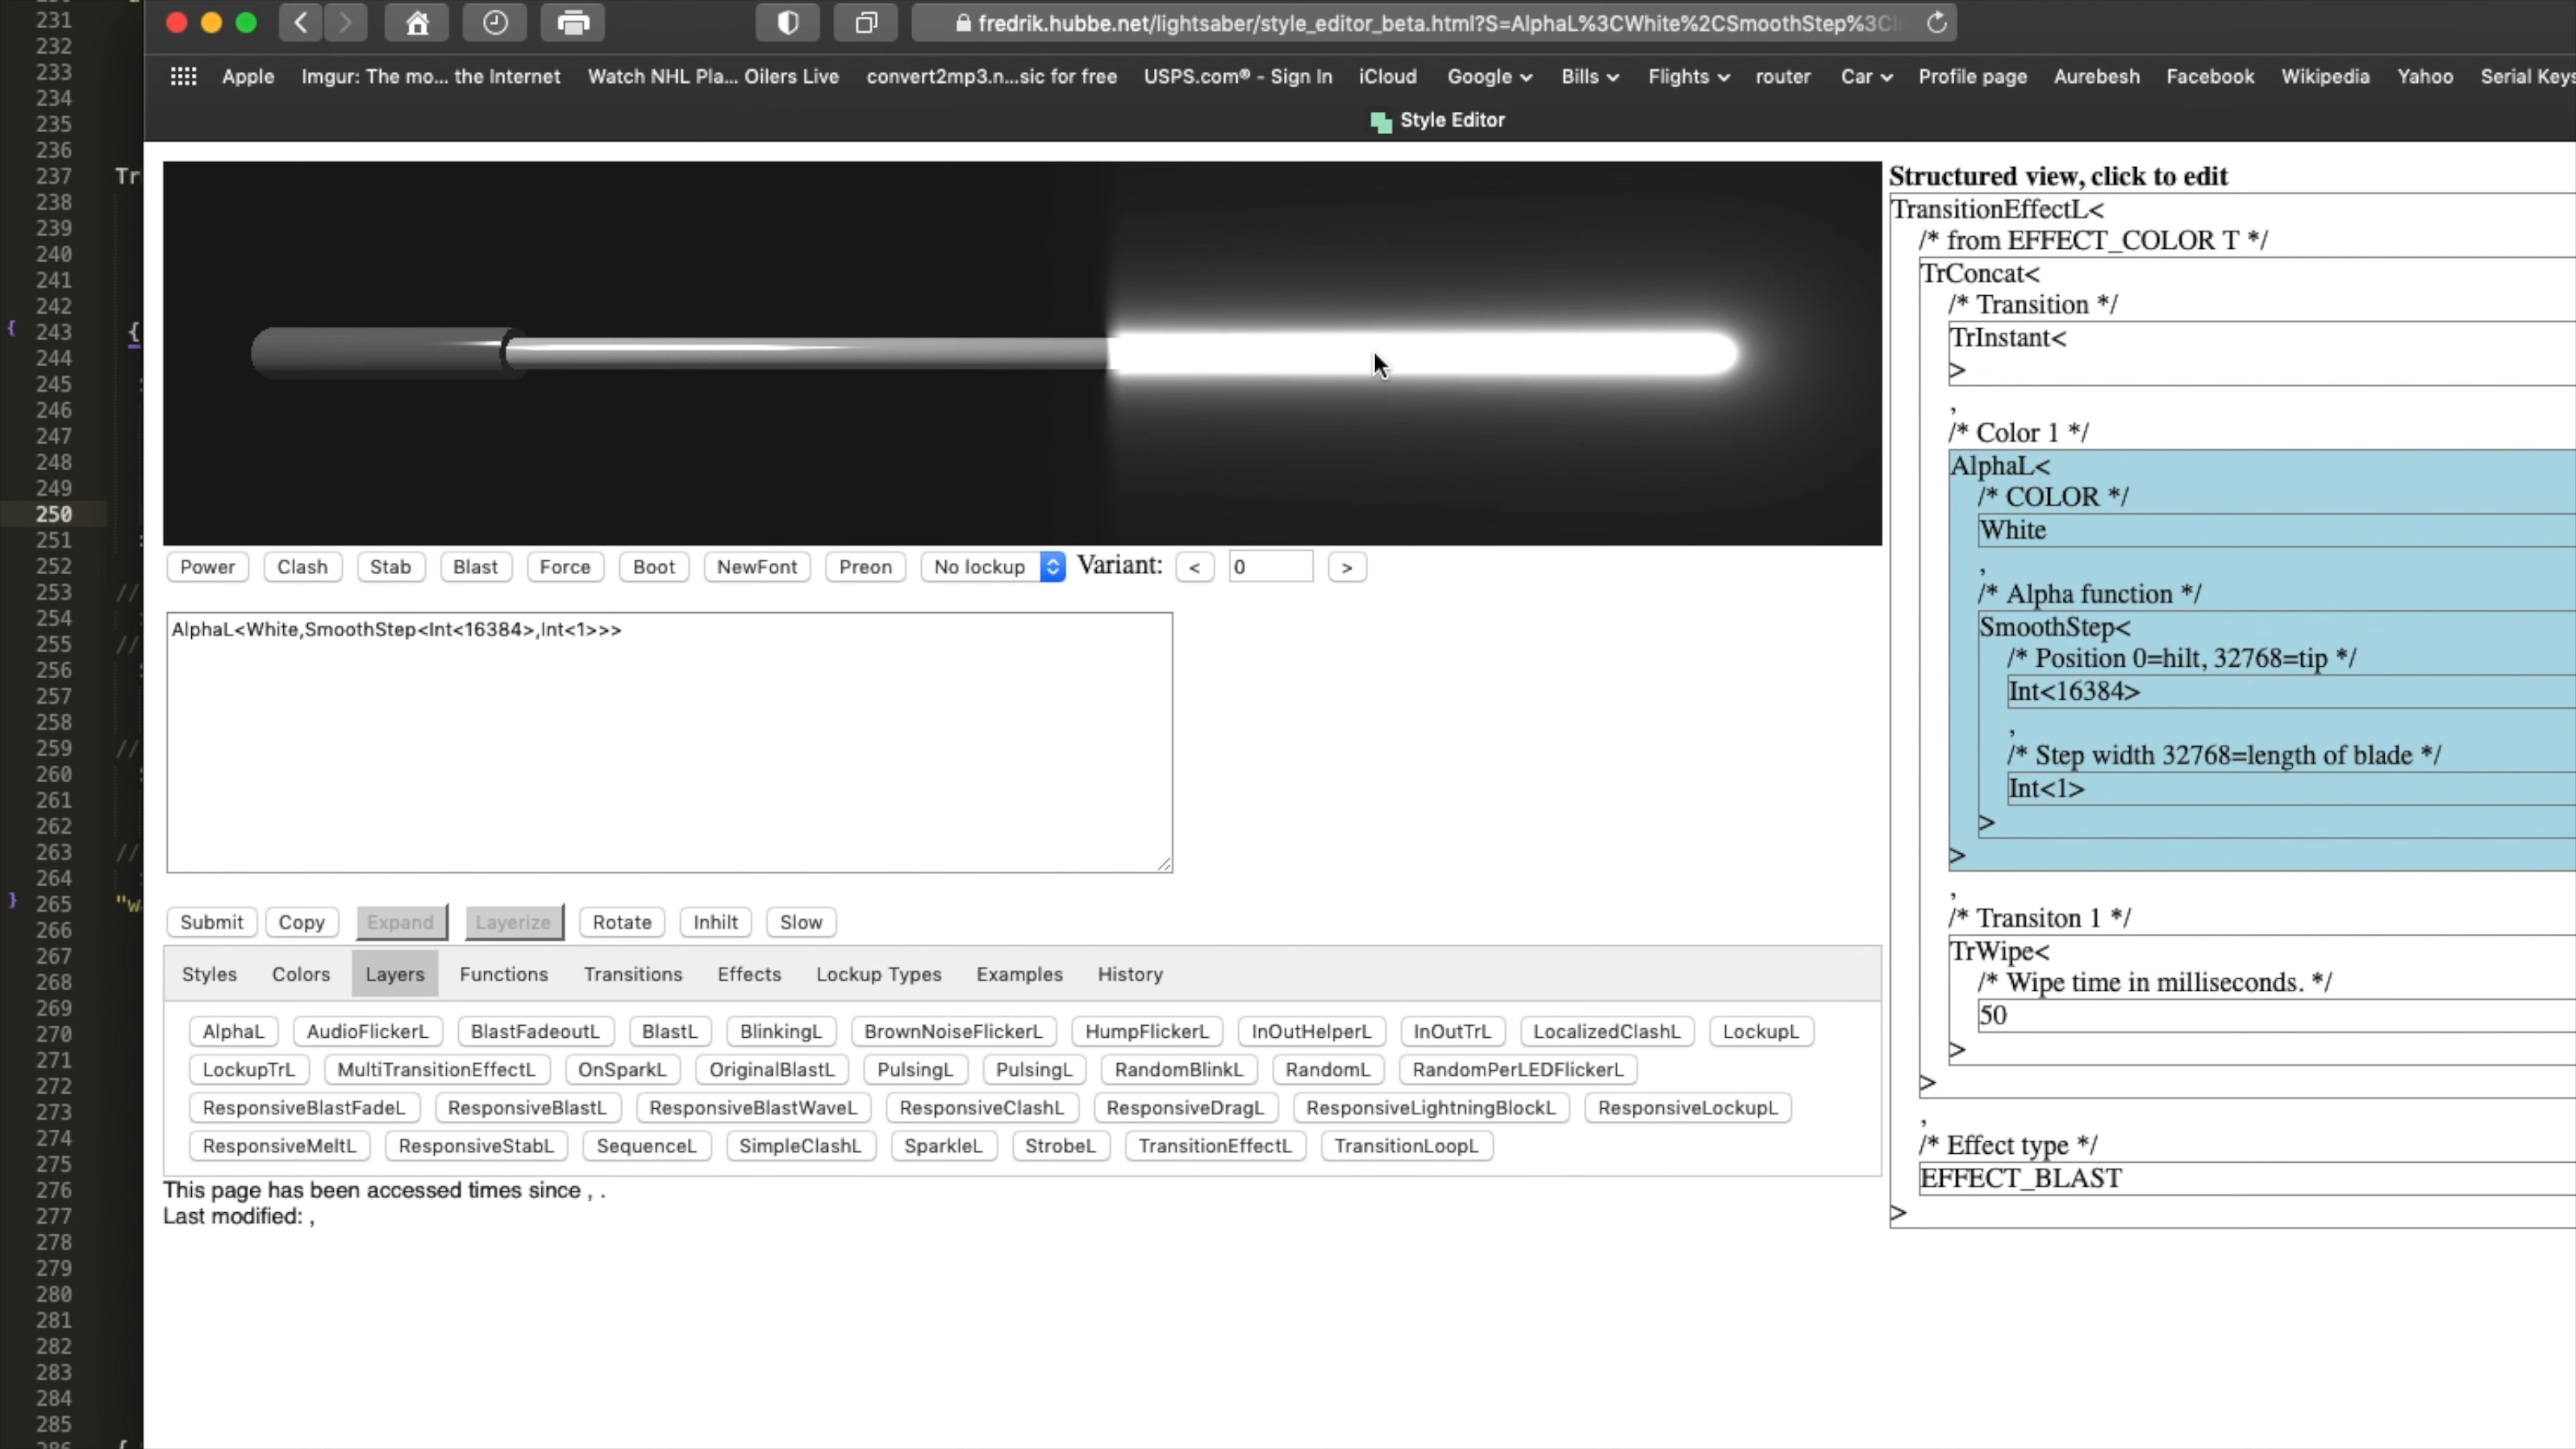 fredrik.hubbe.net/lightsaber/style_editor_beta.html?S=AlphaL%3CWhite%2CSmoothStep%3CI
Apple Imgur: The mo... the Internet Watch NHL Pla... Oilers Live convert2mp3.n...sic for free USPS.com® - Sign In iCloud Google Bills Flights router Car Profile page Aurebesh Facebook Wikipedia Yahoo Serial Keys
Style Editor
231
232
233
234
235
236
237 Tr
238
239
240
241
242
{ 243 {
244
245
246
247
248
249
250
251
252
253 //
254
255 //
256
257
258
259 //
260
261
262
263 //
264
} 265 "w
266
267
268
269
270
271
272
273
274
275
276
277
278
279
280
281
282
283
284
285
286 {
Power Clash Stab Blast Force Boot NewFont Preon No lockup Variant: < 0 >
AlphaL<White,SmoothStep<Int<16384>,Int<1>>>
Submit Copy Expand Layerize Rotate Inhilt Slow
Styles Colors Layers Functions Transitions Effects Lockup Types Examples History
AlphaL AudioFlickerL BlastFadeoutL BlastL BlinkingL BrownNoiseFlickerL HumpFlickerL InOutHelperL InOutTrL LocalizedClashL LockupL
LockupTrL MultiTransitionEffectL OnSparkL OriginalBlastL PulsingL PulsingL RandomBlinkL RandomL RandomPerLEDFlickerL
ResponsiveBlastFadeL ResponsiveBlastL ResponsiveBlastWaveL ResponsiveClashL ResponsiveDragL ResponsiveLightningBlockL ResponsiveLockupL
ResponsiveMeltL ResponsiveStabL SequenceL SimpleClashL SparkleL StrobeL TransitionEffectL TransitionLoopL
This page has been accessed times since , .
Last modified: ,
Structured view, click to edit
TransitionEffectL<
/* from EFFECT_COLOR T */
TrConcat<
/* Transition */
TrInstant<
>
,
/* Color 1 */
AlphaL<
/* COLOR */
White
,
/* Alpha function */
SmoothStep<
/* Position 0=hilt, 32768=tip */
Int<16384>
,
/* Step width 32768=length of blade */
Int<1>
>
>
,
/* Transiton 1 */
TrWipe<
/* Wipe time in milliseconds. */
50
>
>
,
/* Effect type */
EFFECT_BLAST
>